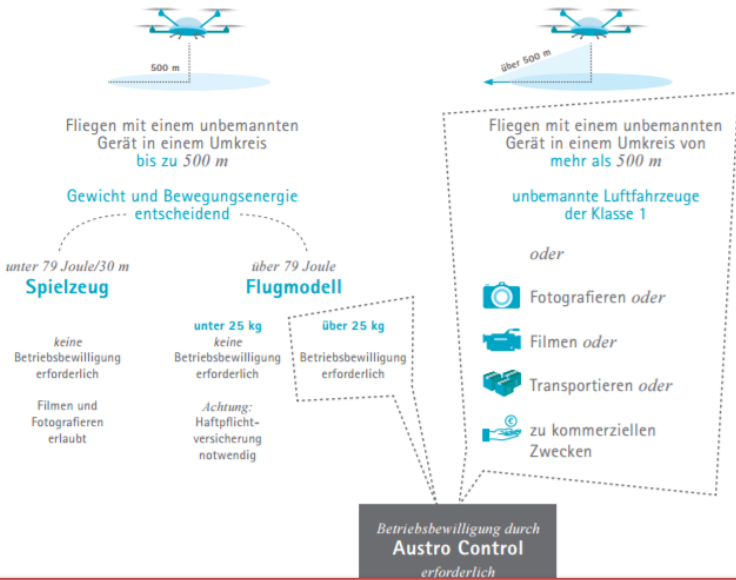 500 m
Fliegen mit einem unbemannten
Gerät in einem Umkreis
bis zu 500 m
Gewicht und Bewegungsenergie
entscheidend
unter 79 Joule/30 m
Spielzeug
keine
Betriebsbewilligung
erforderlich
Filmen und
Fotografieren
erlaubt
über 79 Joule
Flugmodell
unter 25 kg
keine
Betriebsbewilligung
erforderlich
Achtung:
Haftpflicht-
versicherung
notwendig
über 25 kg
Betriebsbewilligung
erforderlich
über 500 m
Fliegen mit einem unbemannten
Gerät in einem Umkreis von
mehr als 500 m
unbemannte Luftfahrzeuge
der Klasse 1
oder
Fotografieren oder
Filmen oder
Transportieren oder
€
zu kommerziellen
Zwecken
Betriebsbewilligung durch
Austro Control
erforderlich